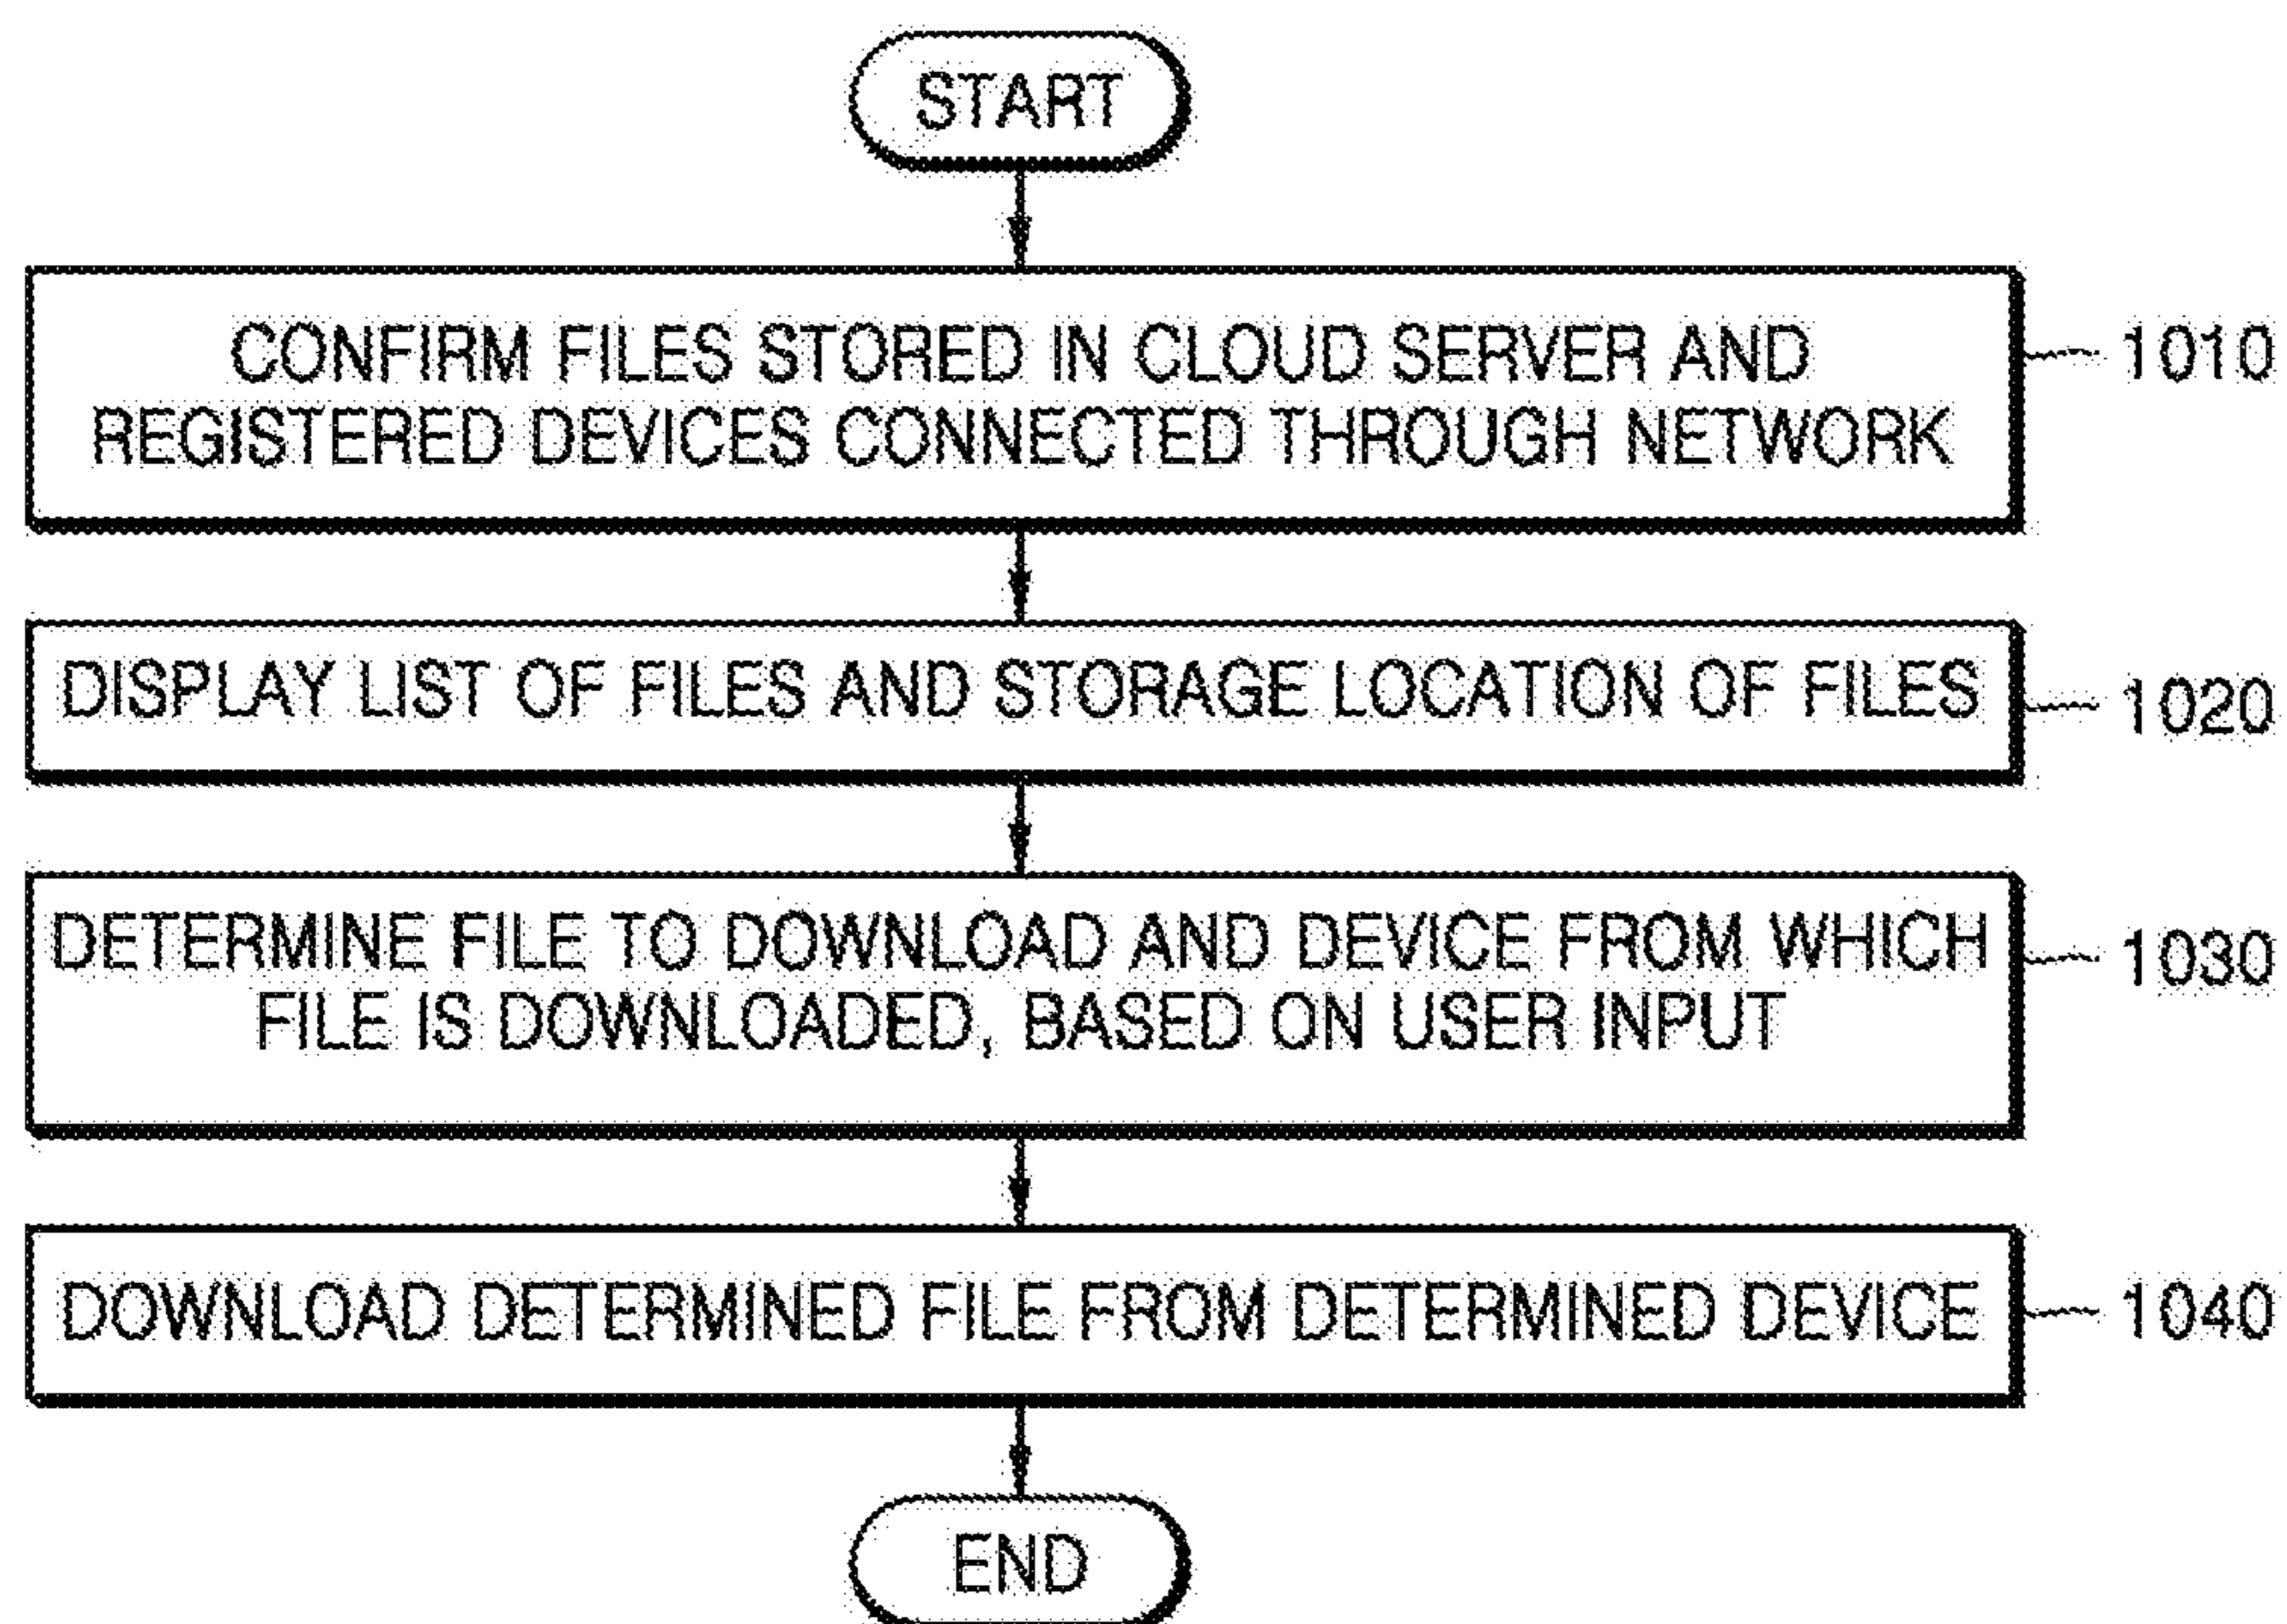 START
CONFIRM FILES STORED IN CLOUD SERVER AND
REGISTERED DEVICES CONNECTED THROUGH NETWORK
1010
DISPLAY LIST OF FILES AND STORAGE LOCATION OF FILES
1020
DETERMINE FILE TO DOWNLOAD AND DEVICE FROM WHICH
FILE IS DOWNLOADED, BASED ON USER INPUT
1030
DOWNLOAD DETERMINED FILE FROM DETERMINED DEVICE
1040
END